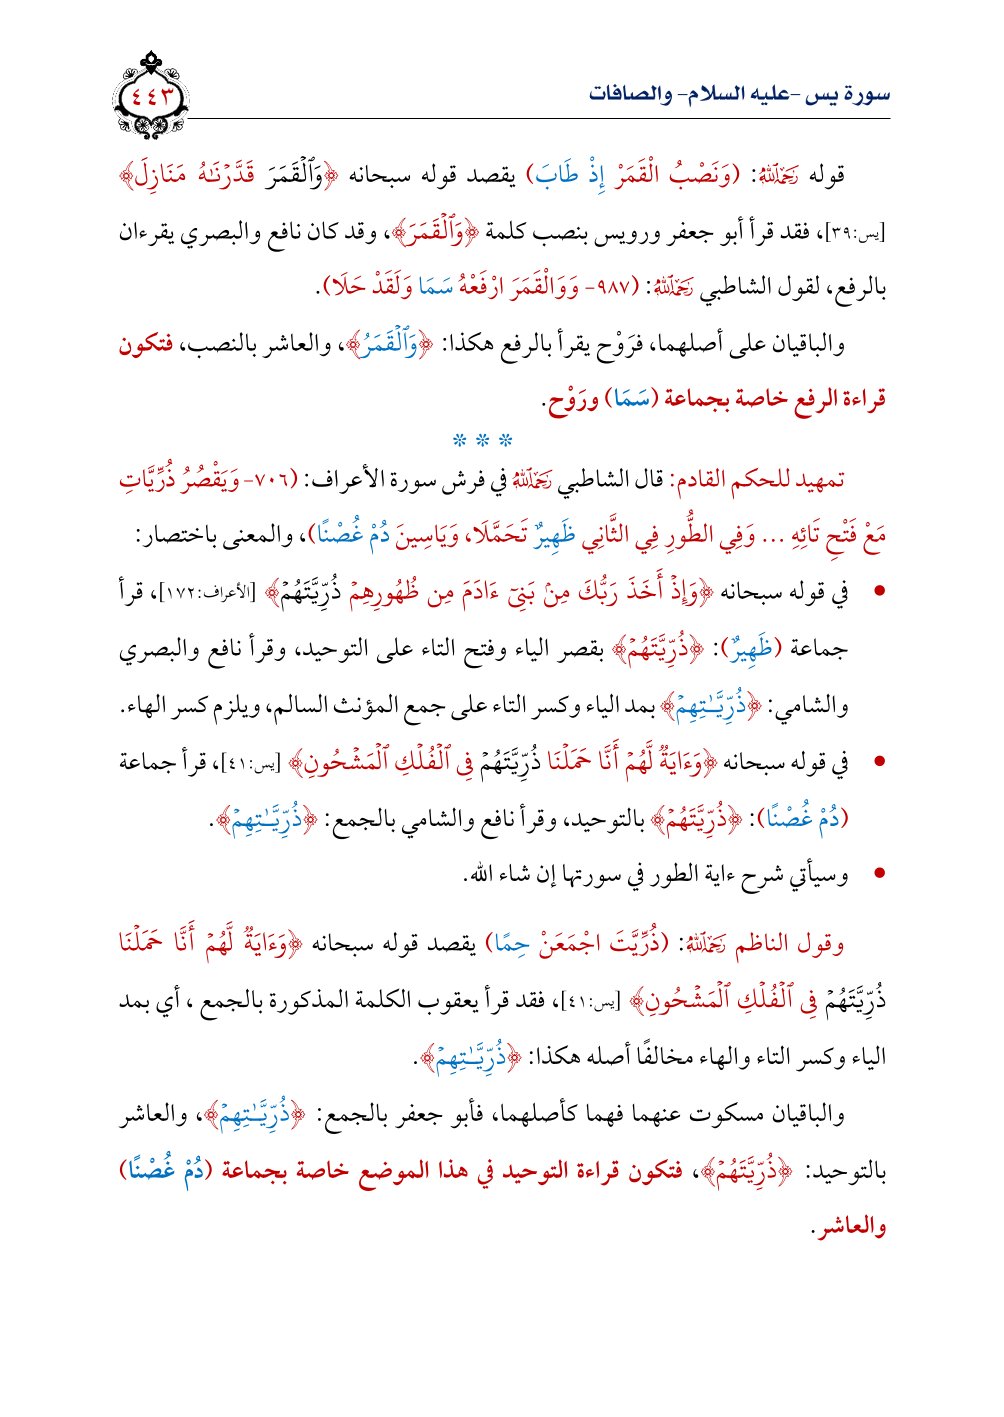 سورة يس -عليه السلام- والصافات
٤٤٣
قوله رَحِمَهُ اللَّهُ: (وَنَصْبُ الْقَمَرْ إِذْ طَابَ) يقصد قوله سبحانه ﴿وَٱلْقَمَرَ قَدَّرْنَٰهُ مَنَازِلَ﴾
[يس:٣٩]، فقد قرأ أبو جعفر ورويس بنصب كلمة ﴿وَٱلْقَمَرَ﴾، وقد كان نافع والبصري يقرءان
بالرفع، لقول الشاطبي رَحِمَهُ اللَّهُ: (٩٨٧- وَوَالْقَمَرَ ارْفَعْهُ سَمَا وَلَقَدْ حَلَا).
والباقيان على أصلهما، فرَوْح يقرأ بالرفع هكذا: ﴿وَٱلْقَمَرُ﴾، والعاشر بالنصب، فتكون
قراءة الرفع خاصة بجماعة (سَمَا) ورَوْح.
* * *
تمهيد للحكم القادم: قال الشاطبي رَحِمَهُ اللَّهُ في فرش سورة الأعراف: (٧٠٦- وَيَقْصُرُ ذُرِّيَّاتِ
مَعْ فَتْحِ تَائِهِ ... وَفِي الطُّورِ فِي الثَّانِي ظَهِيرٌ تَحَمَّلَا، وَيَاسِينَ دُمْ غُصْنًا)، والمعنى باختصار:
• في قوله سبحانه ﴿وَإِذْ أَخَذَ رَبُّكَ مِنۢ بَنِىٓ ءَادَمَ مِن ظُهُورِهِمْ ذُرِّيَّتَهُمْ﴾ [الأعراف:١٧٢]، قرأ
جماعة (ظَهِيرٌ): ﴿ذُرِّيَّتَهُمْ﴾ بقصر الياء وفتح التاء على التوحيد، وقرأ نافع والبصري
والشامي: ﴿ذُرِّيَّـٰتِهِمْ﴾ بمد الياء وكسر التاء على جمع المؤنث السالم، ويلزم كسر الهاء.
• في قوله سبحانه ﴿وَءَايَةٌ لَّهُمْ أَنَّا حَمَلْنَا ذُرِّيَّتَهُمْ فِى ٱلْفُلْكِ ٱلْمَشْحُونِ﴾ [يس:٤١]، قرأ جماعة
(دُمْ غُصْنًا): ﴿ذُرِّيَّتَهُمْ﴾ بالتوحيد، وقرأ نافع والشامي بالجمع: ﴿ذُرِّيَّـٰتِهِمْ﴾.
• وسيأتي شرح ءاية الطور في سورتها إن شاء الله.
وقول الناظم رَحِمَهُ اللَّهُ: (ذُرِّيَّتَ اجْمَعَنْ حِمًا) يقصد قوله سبحانه ﴿وَءَايَةٌ لَّهُمْ أَنَّا حَمَلْنَا
ذُرِّيَّتَهُمْ فِى ٱلْفُلْكِ ٱلْمَشْحُونِ﴾ [يس:٤١]، فقد قرأ يعقوب الكلمة المذكورة بالجمع ، أي بمد
الياء وكسر التاء والهاء مخالفًا أصله هكذا: ﴿ذُرِّيَّـٰتِهِمْ﴾.
والباقيان مسكوت عنهما فهما كأصلهما، فأبو جعفر بالجمع: ﴿ذُرِّيَّـٰتِهِمْ﴾، والعاشر
بالتوحيد: ﴿ذُرِّيَّتَهُمْ﴾، فتكون قراءة التوحيد في هذا الموضع خاصة بجماعة (دُمْ غُصْنًا)
والعاشر.